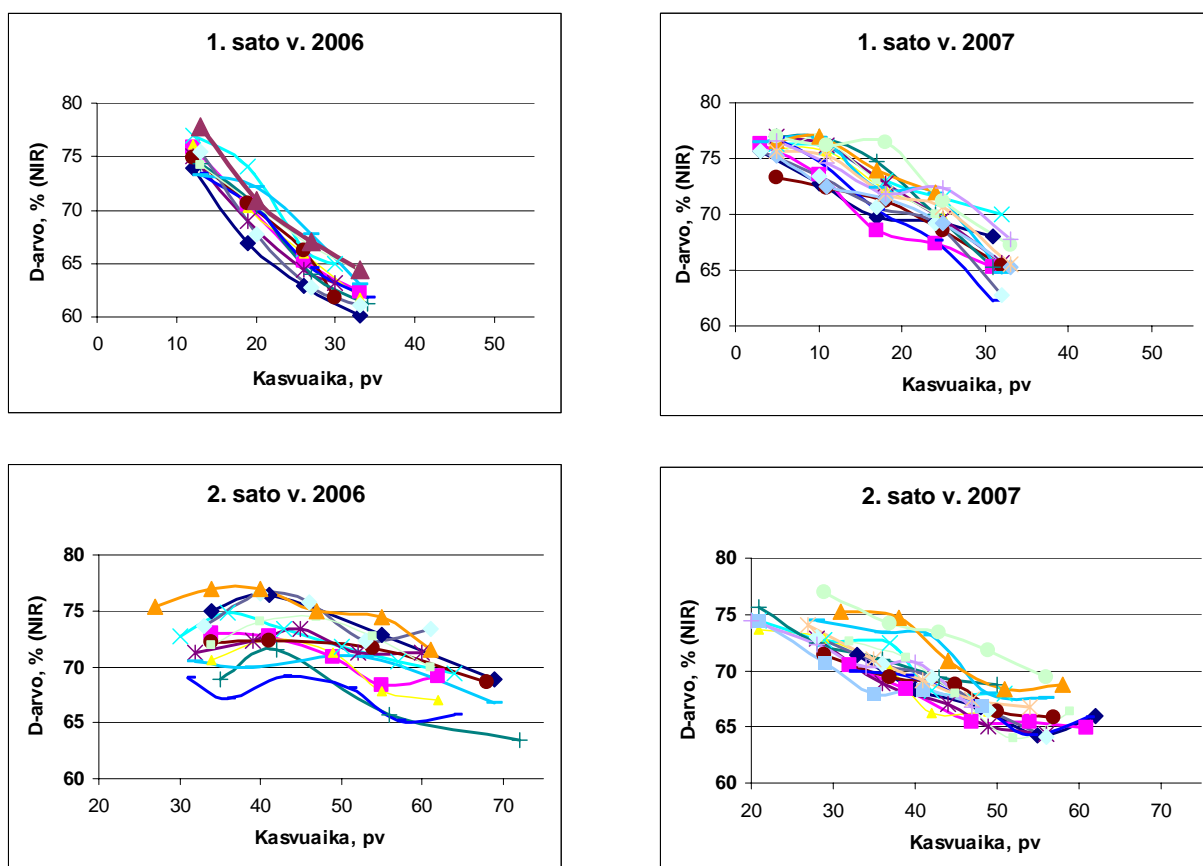 1. sato v. 2006
80
75
70
65
60
D-arvo, % (NIR)
0 10 20 30 40 50
Kasvuaika, pv
1. sato v. 2007
80
75
70
65
60
D-arvo, % (NIR)
0 10 20 30 40 50
Kasvuaika, pv
2. sato v. 2006
80
75
70
65
60
D-arvo, % (NIR)
20 30 40 50 60 70
Kasvuaika, pv
2. sato v. 2007
80
75
70
65
60
D-arvo, % (NIR)
20 30 40 50 60 70
Kasvuaika, pv